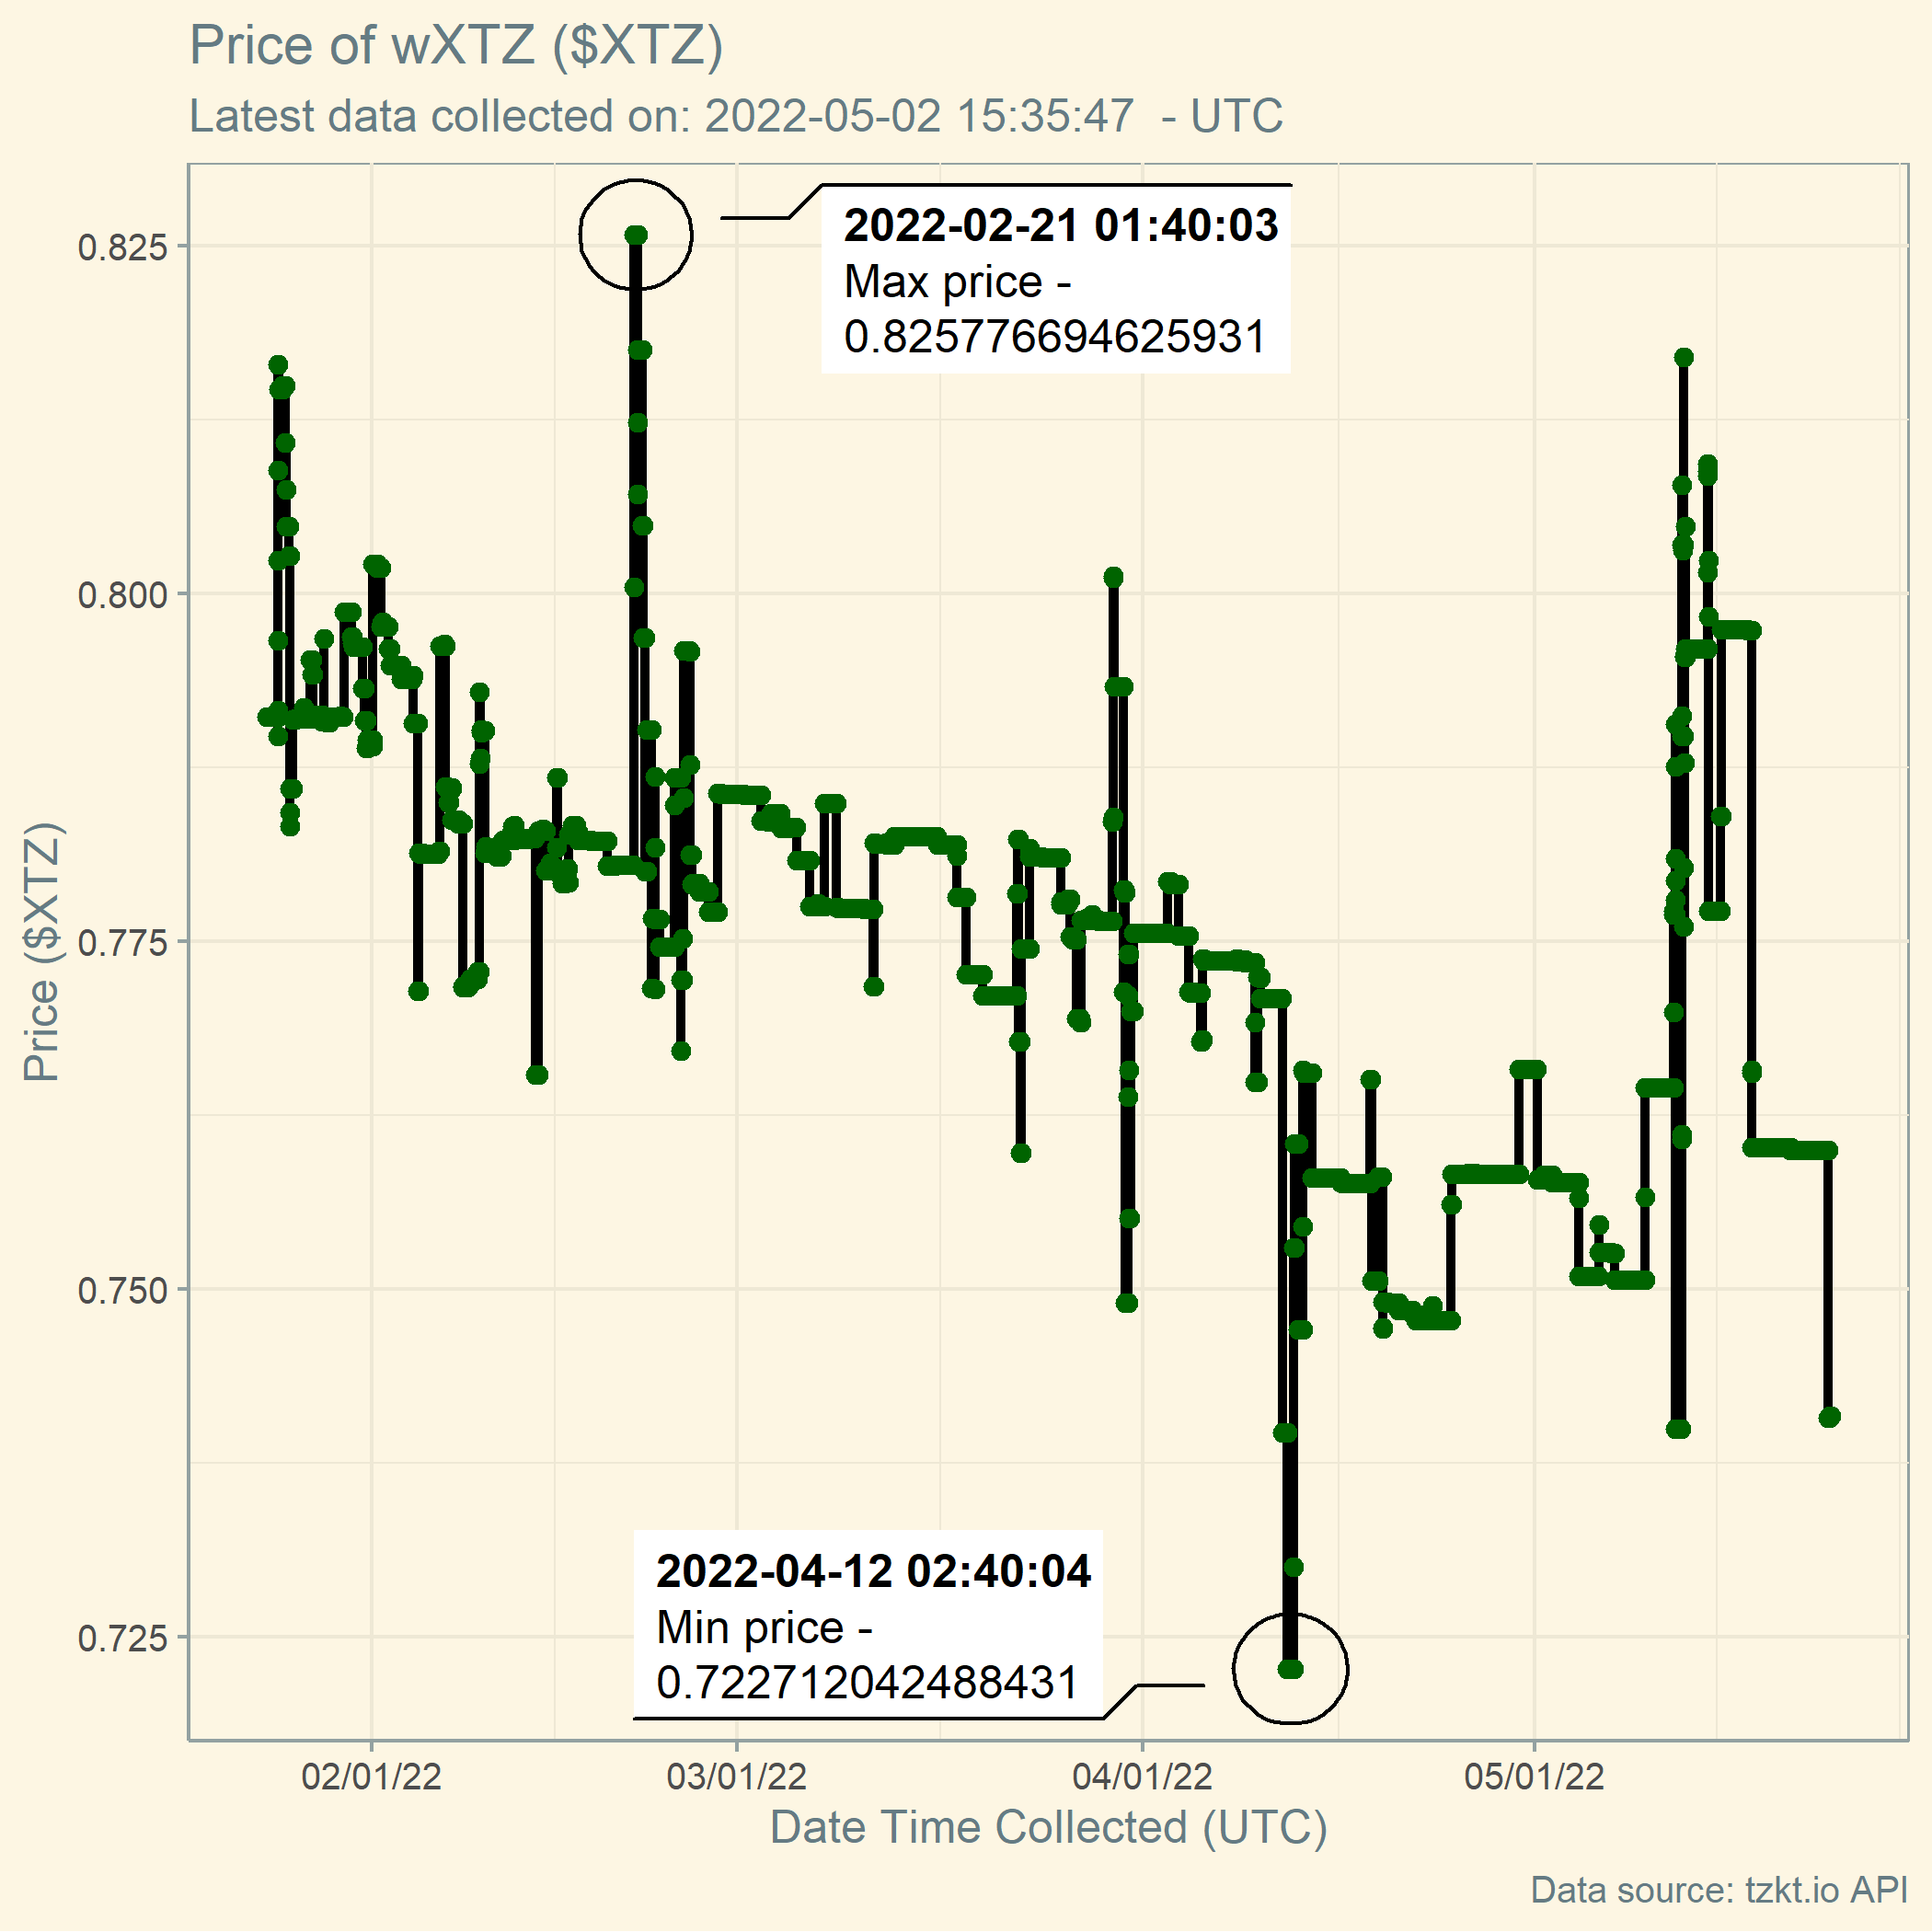 Price of wXTZ ($XTZ)
Latest data collected on: 2022-05-02 15:35:47  - UTC
2022-02-21 01:40:03
Max price -
0.825776694625931
0.825
0.800
0.775
0.750
0.725
Price ($XTZ)
2022-04-12 02:40:04
Min price -
0.722712042488431
02/01/22
03/01/22
04/01/22
05/01/22
Date Time Collected (UTC)
Data source: tzkt.io API